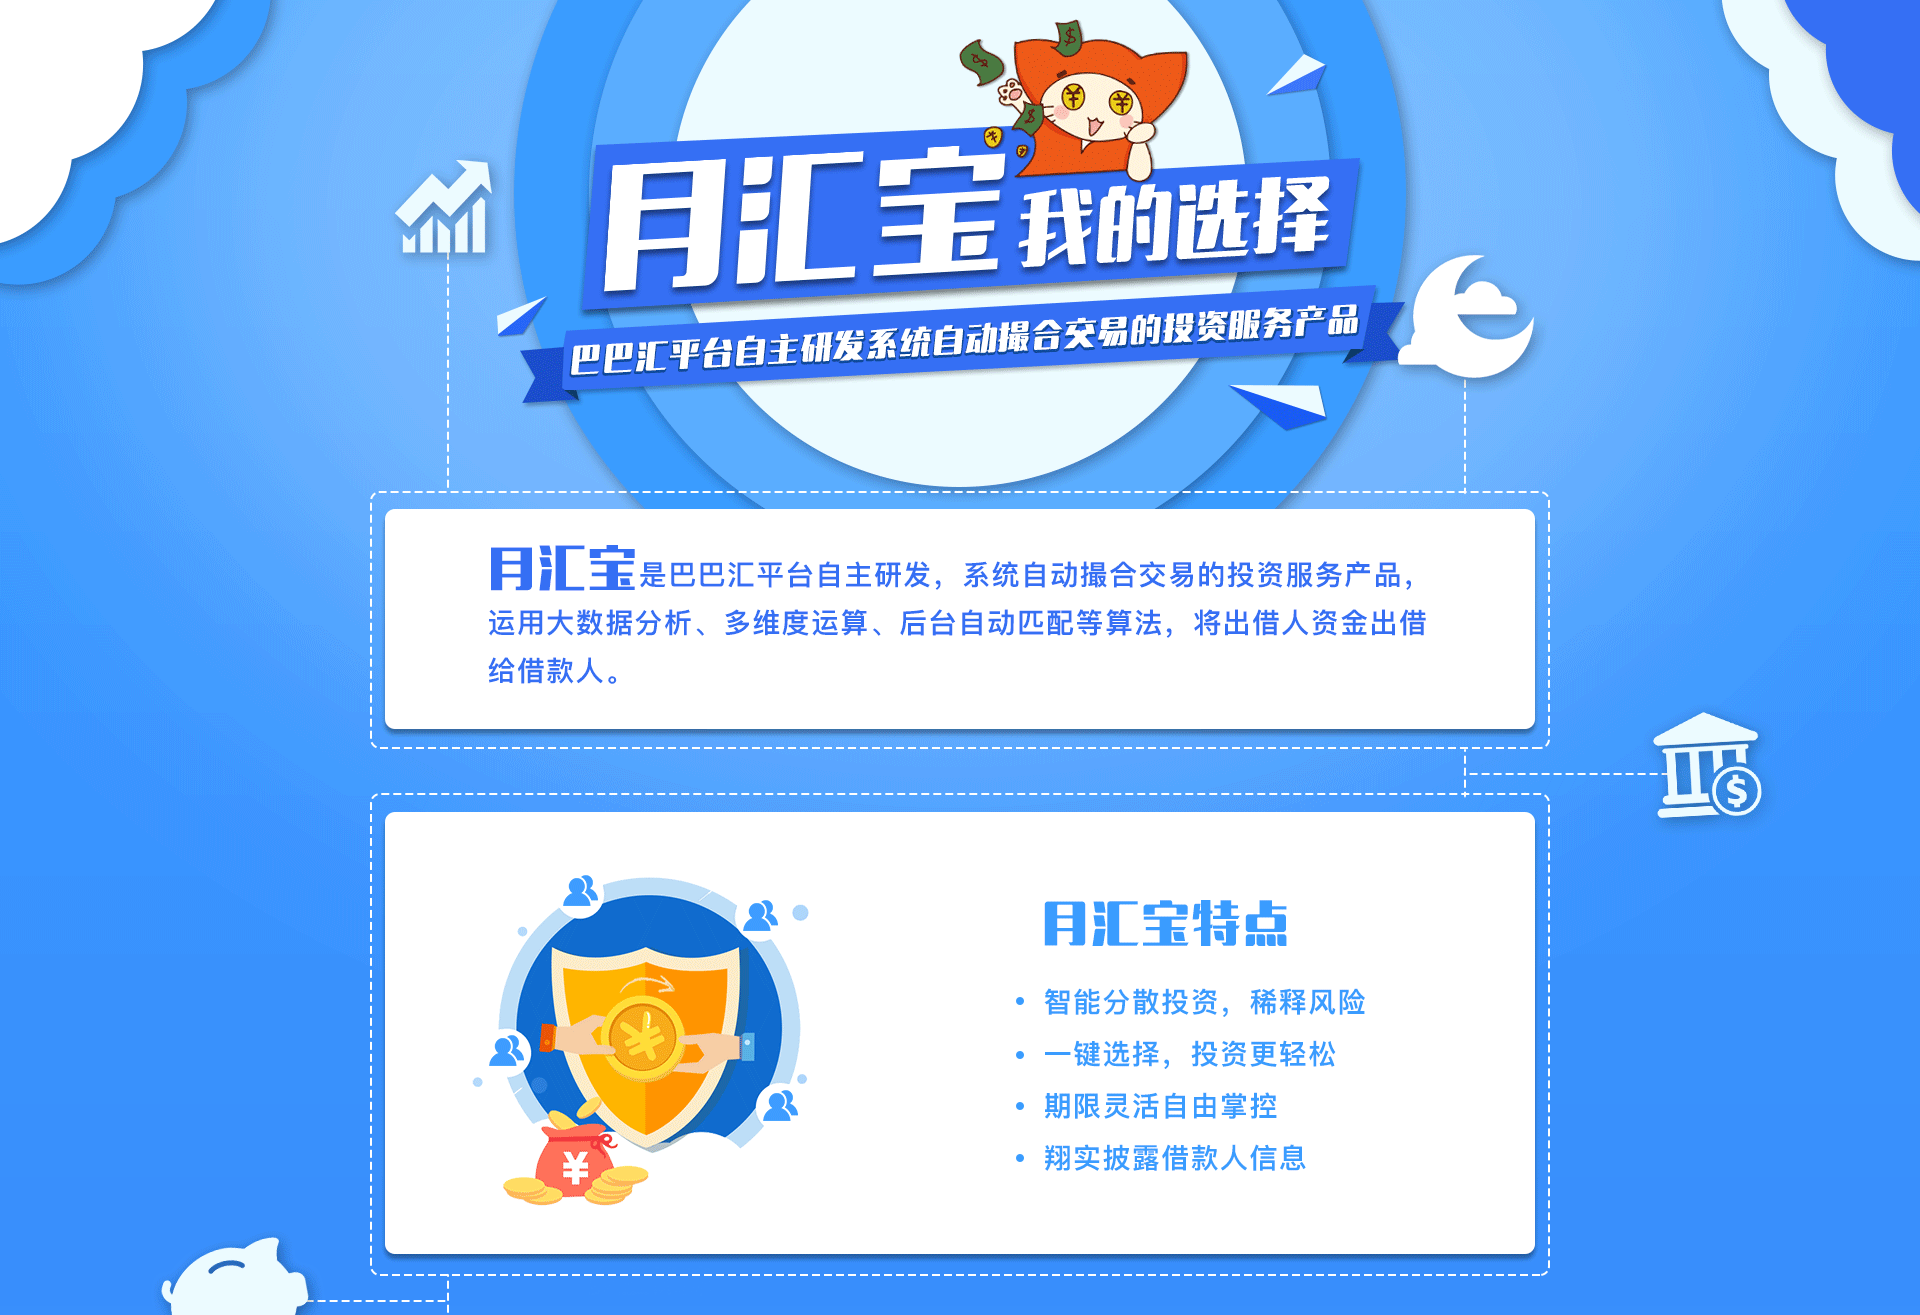 月汇宝 我的选择
巴巴汇平台自主研发系统自动撮合交易的投资服务产品
月汇宝是巴巴汇平台自主研发，系统自动撮合交易的投资服务产品，
运用大数据分析、多维度运算、后台自动匹配等算法，将出借人资金出借
给借款人。
月汇宝特点
• 智能分散投资，稀释风险
• 一键选择，投资更轻松
• 期限灵活自由掌控
• 翔实披露借款人信息